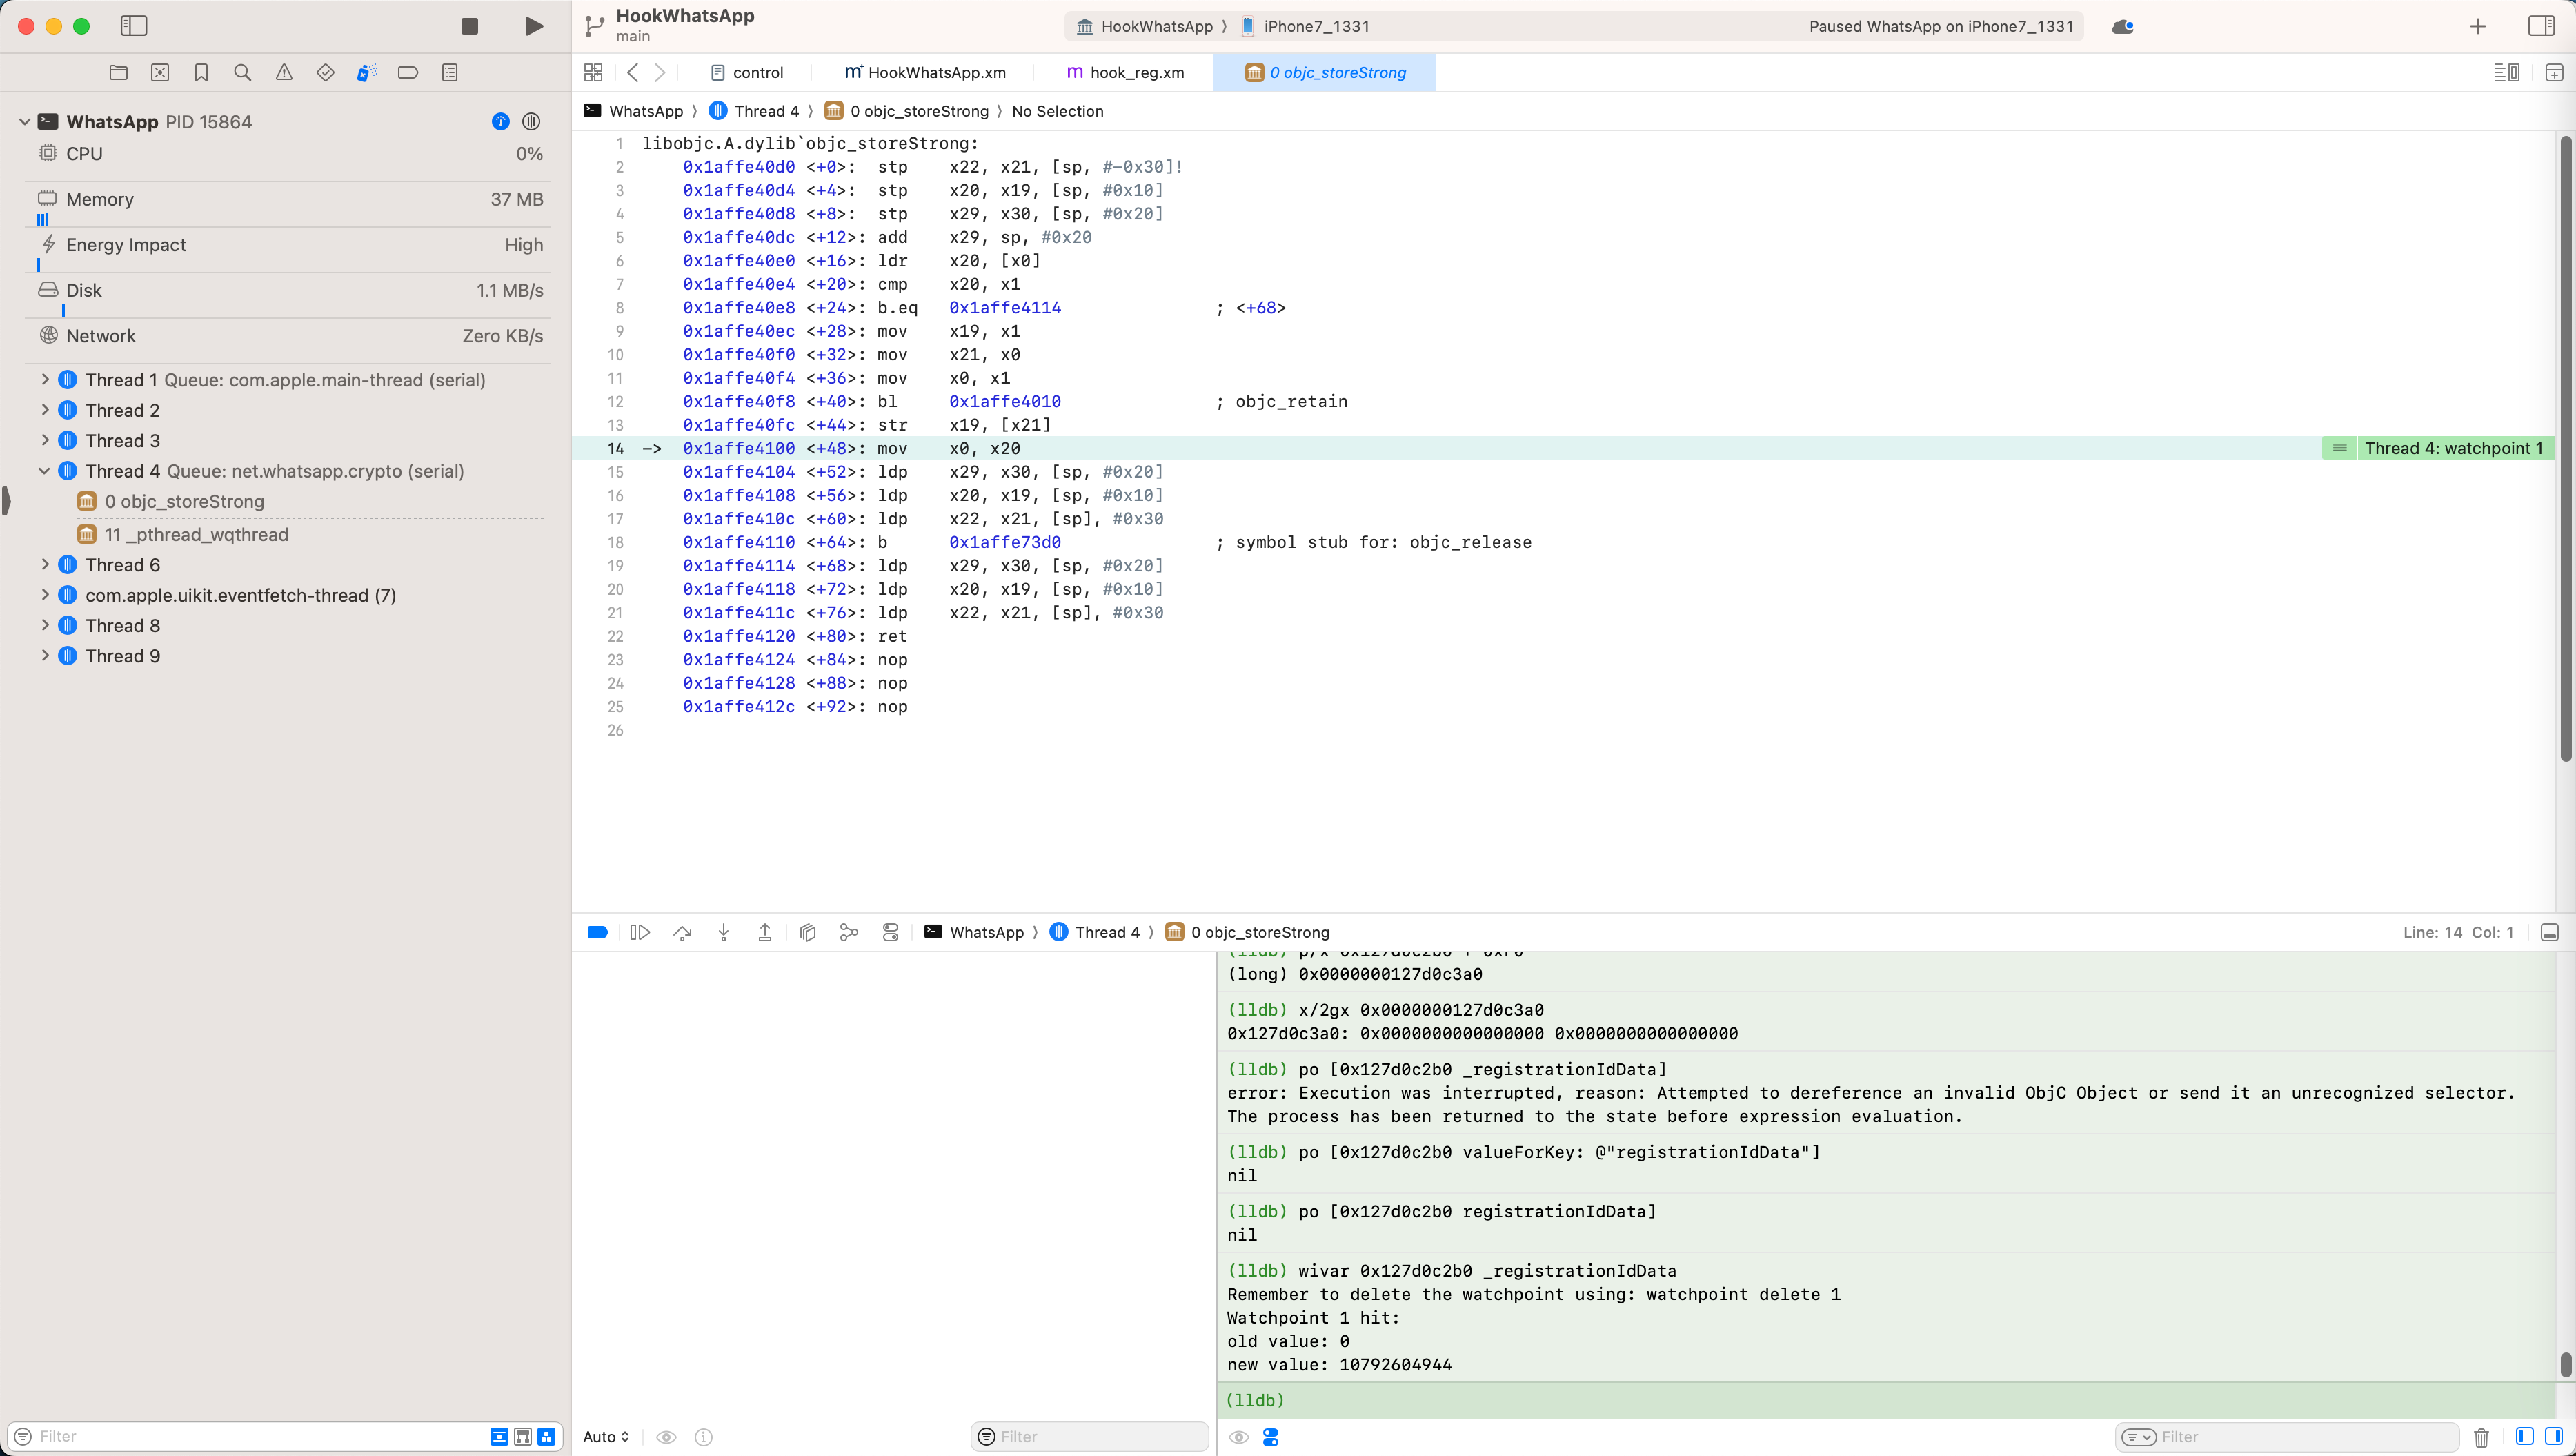 HookWhatsApp
main
HookWhatsApp 〉 iPhone7_1331
Paused WhatsApp on iPhone7_1331
control
HookWhatsApp.xm
hook_reg.xm
0 objc_storeStrong
WhatsApp 〉 Thread 4 〉 0 objc_storeStrong 〉 No Selection
WhatsApp PID 15864
CPU 0%
Memory 37 MB
Energy Impact High
Disk 1.1 MB/s
Network Zero KB/s
Thread 1 Queue: com.apple.main-thread (serial)
Thread 2
Thread 3
Thread 4 Queue: net.whatsapp.crypto (serial)
0 objc_storeStrong
11 _pthread_wqthread
Thread 6
com.apple.uikit.eventfetch-thread (7)
Thread 8
Thread 9
Filter
1 libobjc.A.dylib`objc_storeStrong:
2 0x1affe40d0 <+0>: stp x22, x21, [sp, #-0x30]!
3 0x1affe40d4 <+4>: stp x20, x19, [sp, #0x10]
4 0x1affe40d8 <+8>: stp x29, x30, [sp, #0x20]
5 0x1affe40dc <+12>: add x29, sp, #0x20
6 0x1affe40e0 <+16>: ldr x20, [x0]
7 0x1affe40e4 <+20>: cmp x20, x1
8 0x1affe40e8 <+24>: b.eq 0x1affe4114 ; <+68>
9 0x1affe40ec <+28>: mov x19, x1
10 0x1affe40f0 <+32>: mov x21, x0
11 0x1affe40f4 <+36>: mov x0, x1
12 0x1affe40f8 <+40>: bl 0x1affe4010 ; objc_retain
13 0x1affe40fc <+44>: str x19, [x21]
14 -> 0x1affe4100 <+48>: mov x0, x20 Thread 4: watchpoint 1
15 0x1affe4104 <+52>: ldp x29, x30, [sp, #0x20]
16 0x1affe4108 <+56>: ldp x20, x19, [sp, #0x10]
17 0x1affe410c <+60>: ldp x22, x21, [sp], #0x30
18 0x1affe4110 <+64>: b 0x1affe73d0 ; symbol stub for: objc_release
19 0x1affe4114 <+68>: ldp x29, x30, [sp, #0x20]
20 0x1affe4118 <+72>: ldp x20, x19, [sp, #0x10]
21 0x1affe411c <+76>: ldp x22, x21, [sp], #0x30
22 0x1affe4120 <+80>: ret
23 0x1affe4124 <+84>: nop
24 0x1affe4128 <+88>: nop
25 0x1affe412c <+92>: nop
26
WhatsApp 〉 Thread 4 〉 0 objc_storeStrong
Line: 14 Col: 1
(lldb) p/x 0x127d0c2b0 +
(long) 0x0000000127d0c3a0
(lldb) x/2gx 0x0000000127d0c3a0
0x127d0c3a0: 0x0000000000000000 0x0000000000000000
(lldb) po [0x127d0c2b0 _registrationIdData]
error: Execution was interrupted, reason: Attempted to dereference an invalid ObjC Object or send it an unrecognized selector.
The process has been returned to the state before expression evaluation.
(lldb) po [0x127d0c2b0 valueForKey: @"registrationIdData"]
nil
(lldb) po [0x127d0c2b0 registrationIdData]
nil
(lldb) wivar 0x127d0c2b0 _registrationIdData
Remember to delete the watchpoint using: watchpoint delete 1
Watchpoint 1 hit:
old value: 0
new value: 10792604944
(lldb)
Auto
Filter
Filter